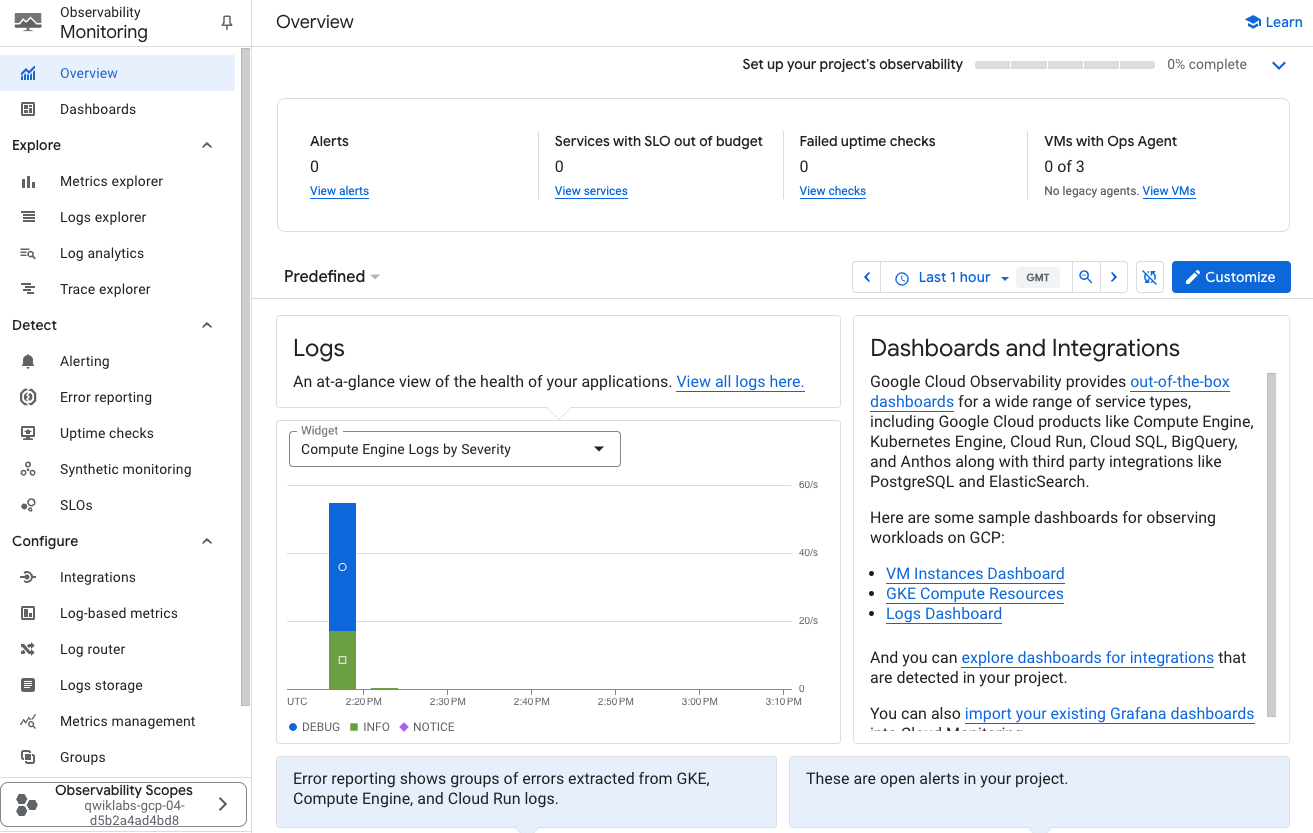 Observability
Monitoring
Overview
Dashboards
Explore
Metrics explorer
Logs explorer
Log analytics
Trace explorer
Detect
Alerting
Error reporting
Uptime checks
Synthetic monitoring
SLOs
Configure
Integrations
Log-based metrics
Log router
Logs storage
Metrics management
Groups
Observability Scopes
qwiklabs-gcp-04-
d5b2a4ad4bd8
Overview
Learn
Set up your project's observability
0% complete
Alerts
0
View alerts
Services with SLO out of budget
0
View services
Failed uptime checks
0
View checks
VMs with Ops Agent
0 of 3
No legacy agents. View VMs
Predefined
Last 1 hour
GMT
Customize
Logs
An at-a-glance view of the health of your applications. View all logs here.
Widget
Compute Engine Logs by Severity
60/s
40/s
20/s
0
UTC
2:20 PM
2:30 PM
2:40 PM
2:50 PM
3:00 PM
3:10 PM
DEBUG
INFO
NOTICE
Dashboards and Integrations
Google Cloud Observability provides out-of-the-box
dashboards for a wide range of service types,
including Google Cloud products like Compute Engine,
Kubernetes Engine, Cloud Run, Cloud SQL, BigQuery,
and Anthos along with third party integrations like
PostgreSQL and ElasticSearch.
Here are some sample dashboards for observing
workloads on GCP:
• VM Instances Dashboard
• GKE Compute Resources
• Logs Dashboard
And you can explore dashboards for integrations that
are detected in your project.
You can also import your existing Grafana dashboards
into Cloud Monitoring
Error reporting shows groups of errors extracted from GKE,
Compute Engine, and Cloud Run logs.
These are open alerts in your project.